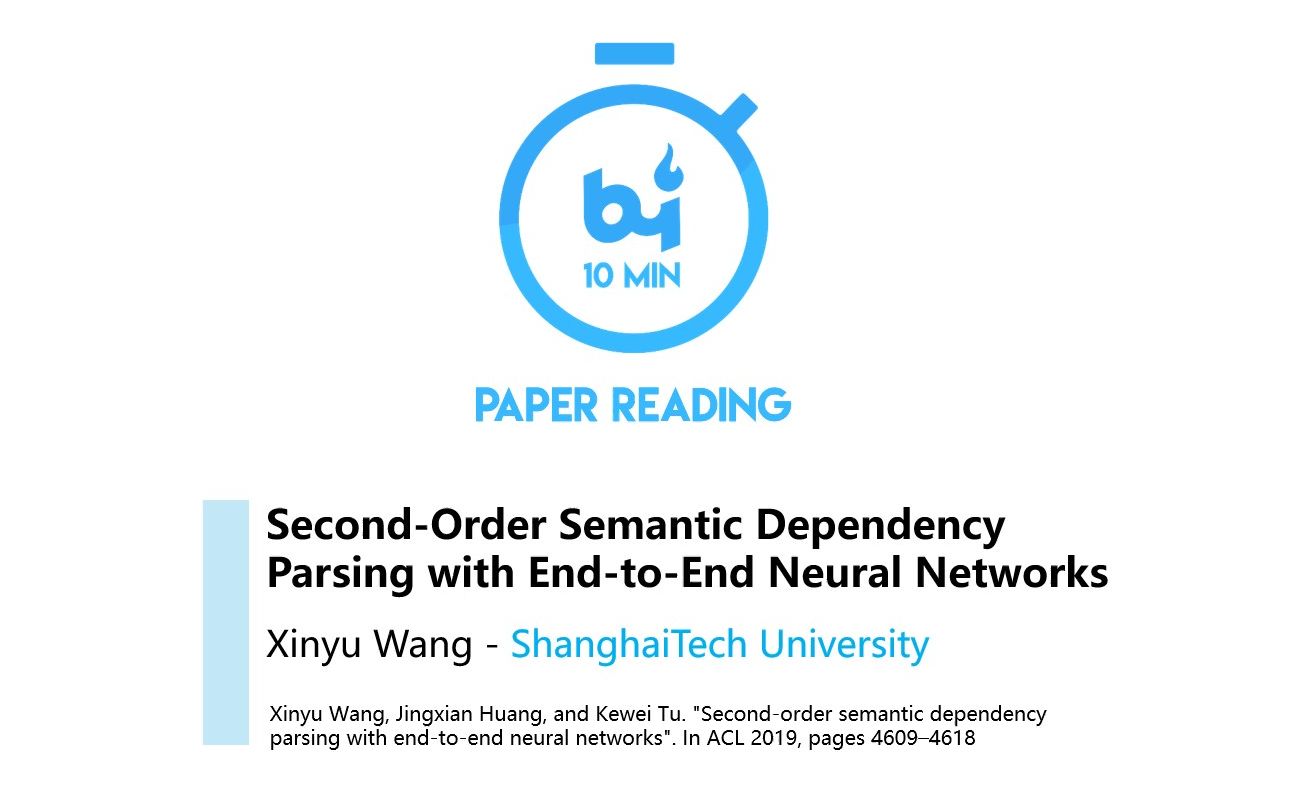 by
10 MIN
PAPER READING
Second-Order Semantic Dependency
Parsing with End-to-End Neural Networks
Xinyu Wang - ShanghaiTech University
Xinyu Wang, Jingxian Huang, and Kewei Tu. "Second-order semantic dependency
parsing with end-to-end neural networks". In ACL 2019, pages 4609–4618